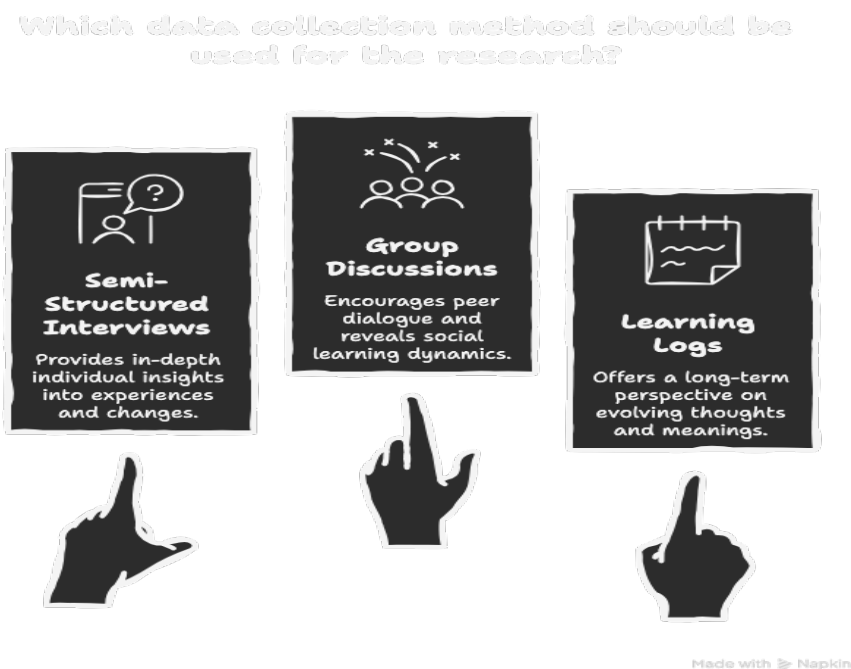 Which data collection method should be
used for the research?
?
Semi-
Structured
Interviews
Provides in-depth
individual insights
into experiences
and changes.
Group
Discussions
Encourages peer
dialogue and
reveals social
learning dynamics.
Learning
Logs
Offers a long-term
perspective on
evolving thoughts
and meanings.
Made with Napkin